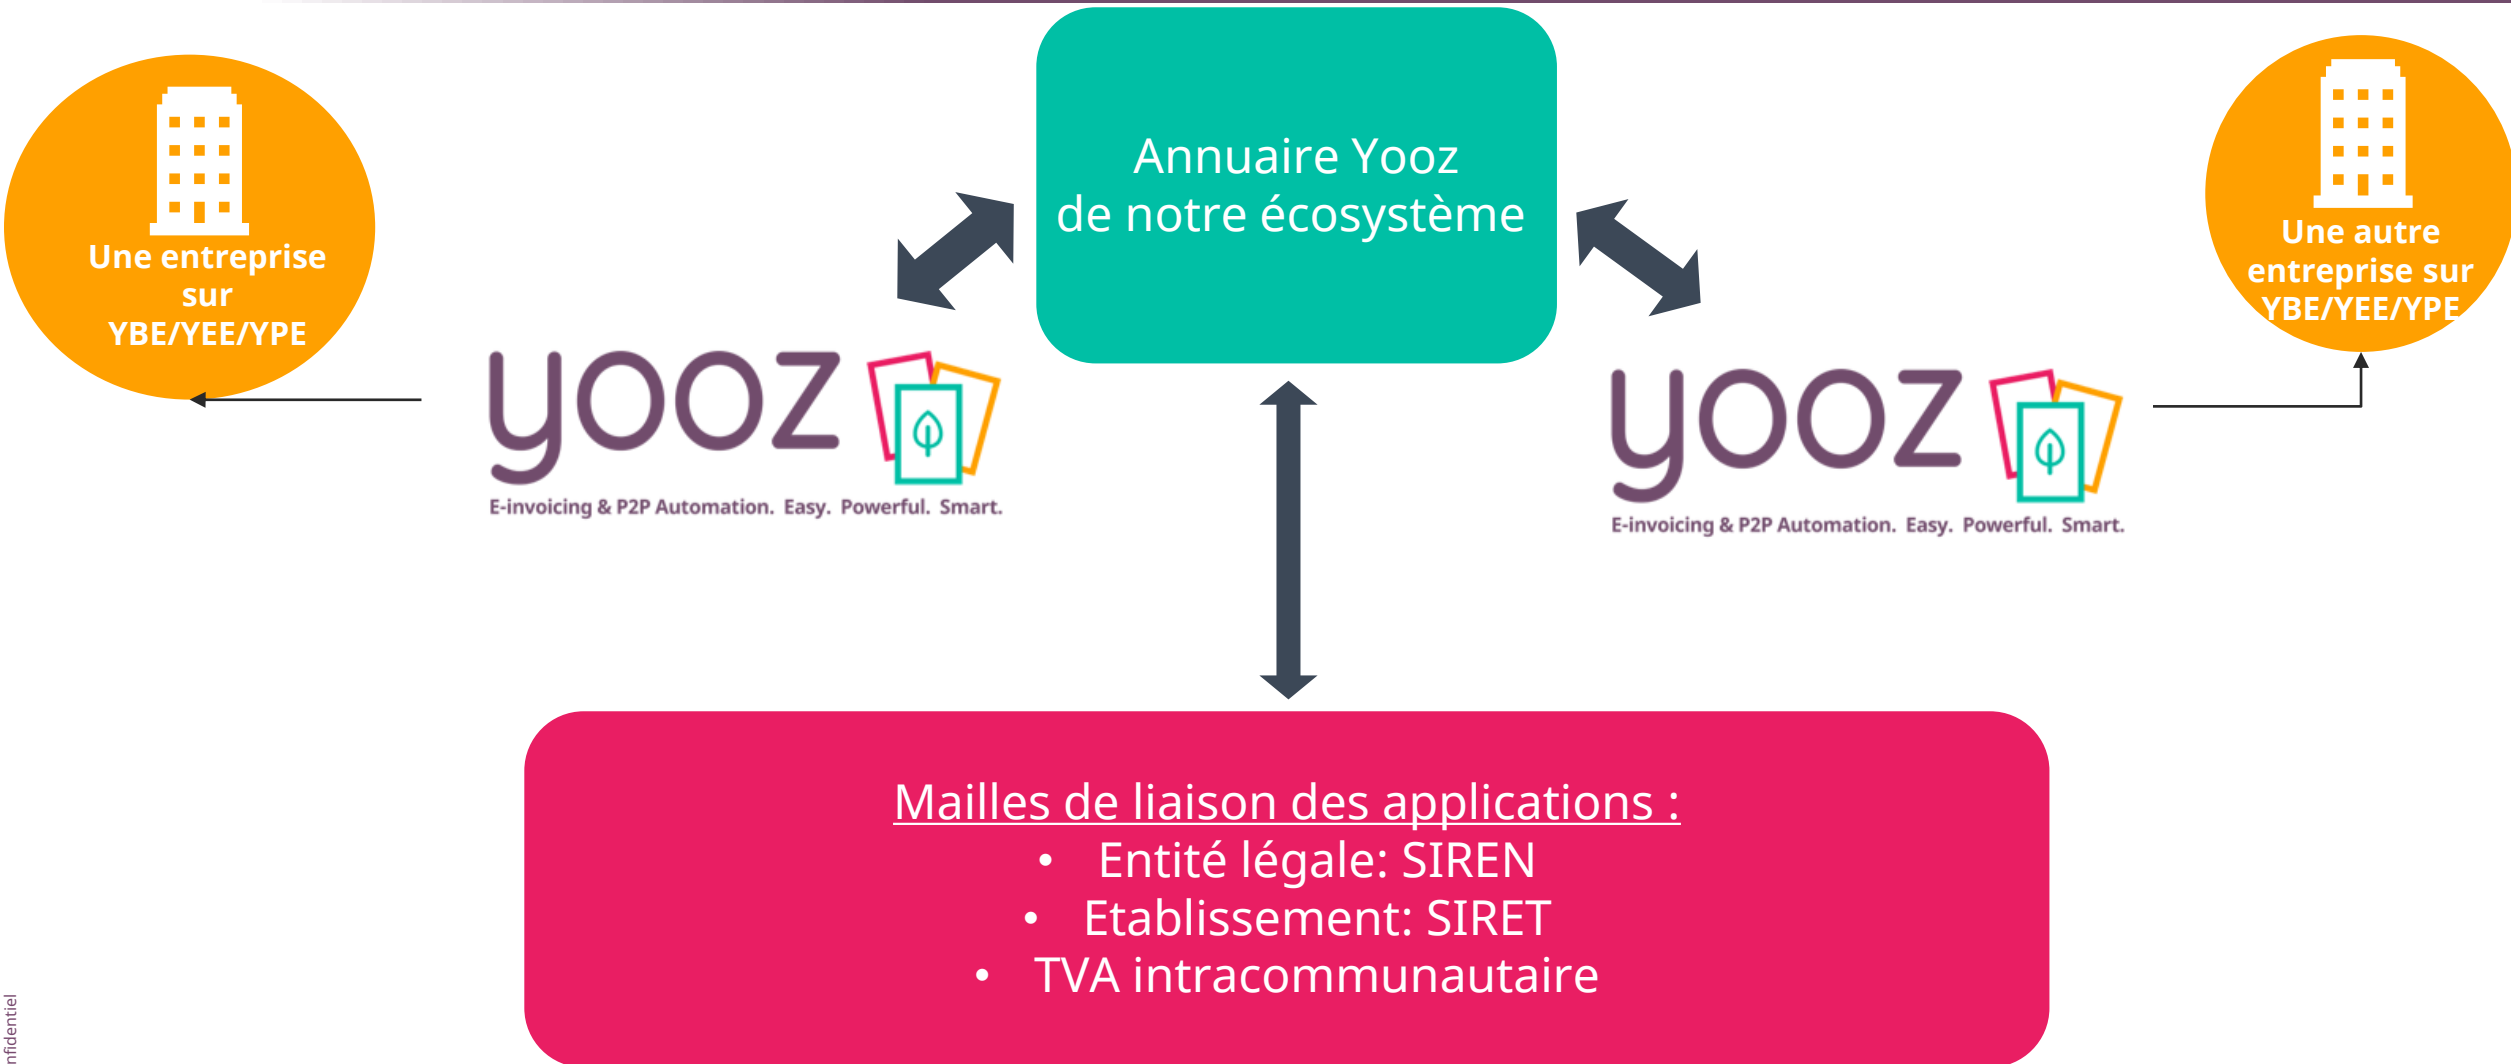 Annuaire Yooz
de notre écosystème
Une entreprise
sur
YBE/YEE/YPE
Une autre
entreprise sur
YBE/YEE/YPE
yooz
E-invoicing & P2P Automation. Easy. Powerful. Smart.
yooz
E-invoicing & P2P Automation. Easy. Powerful. Smart.
Mailles de liaison des applications :
• Entité légale: SIREN
• Etablissement: SIRET
• TVA intracommunautaire
nfidentiel